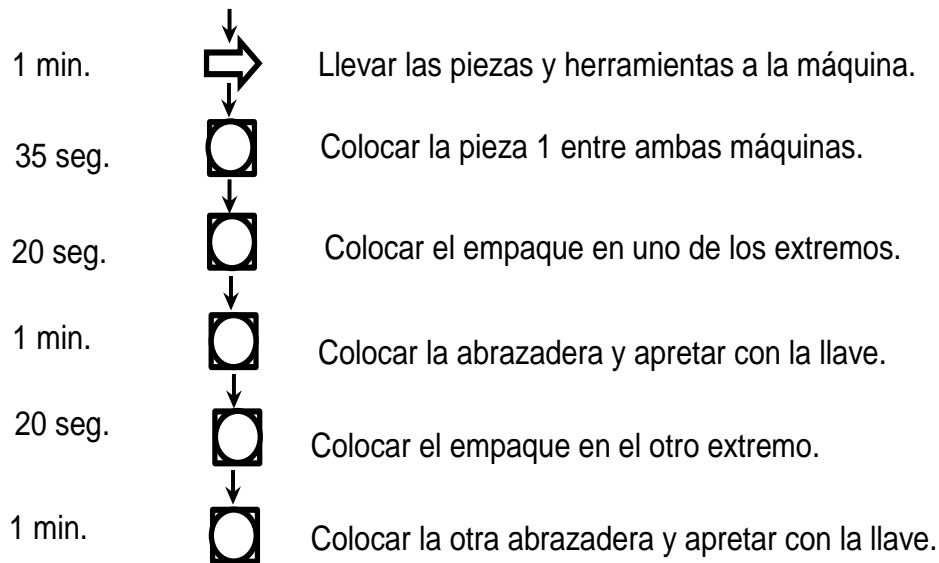 1 min. Llevar las piezas y herramientas a la máquina.
35 seg. Colocar la pieza 1 entre ambas máquinas.
20 seg. Colocar el empaque en uno de los extremos.
1 min. Colocar la abrazadera y apretar con la llave.
20 seg. Colocar el empaque en el otro extremo.
1 min. Colocar la otra abrazadera y apretar con la llave.